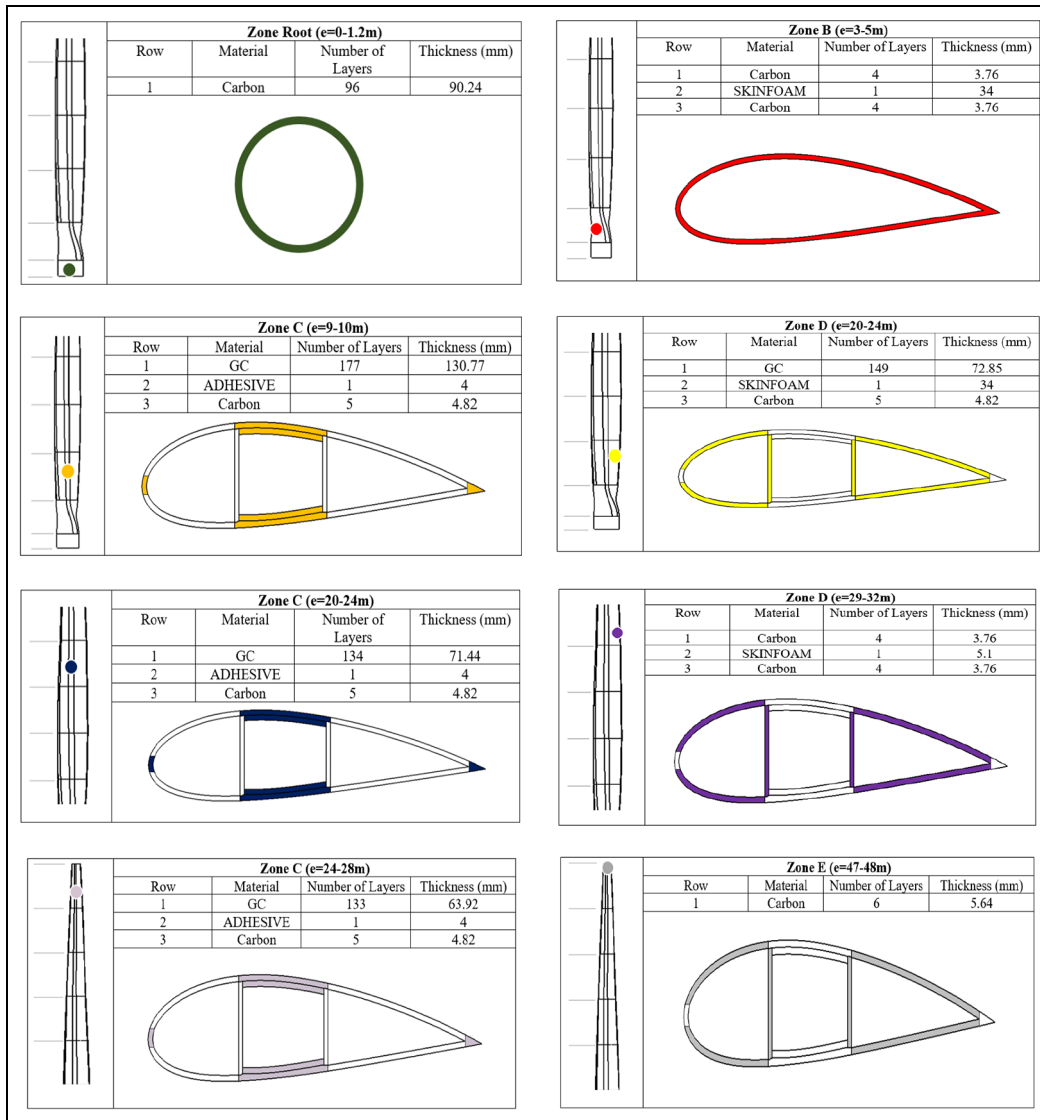 Zone Root (e=0-1.2m)
Row Material Number of Layers Thickness (mm)
1 Carbon 96 90.24
Zone B (e=3-5m)
Row Material Number of Layers Thickness (mm)
1 Carbon 4 3.76
2 SKINFOAM 1 34
3 Carbon 4 3.76
Zone C (e=9-10m)
Row Material Number of Layers Thickness (mm)
1 GC 177 130.77
2 ADHESIVE 1 4
3 Carbon 5 4.82
Zone D (e=20-24m)
Row Material Number of Layers Thickness (mm)
1 GC 149 72.85
2 SKINFOAM 1 34
3 Carbon 5 4.82
Zone C (e=20-24m)
Row Material Number of Layers Thickness (mm)
1 GC 134 71.44
2 ADHESIVE 1 4
3 Carbon 5 4.82
Zone D (e=29-32m)
Row Material Number of Layers Thickness (mm)
1 Carbon 4 3.76
2 SKINFOAM 1 5.1
3 Carbon 4 3.76
Zone C (e=24-28m)
Row Material Number of Layers Thickness (mm)
1 GC 133 63.92
2 ADHESIVE 1 4
3 Carbon 5 4.82
Zone E (e=47-48m)
Row Material Number of Layers Thickness (mm)
1 Carbon 6 5.64